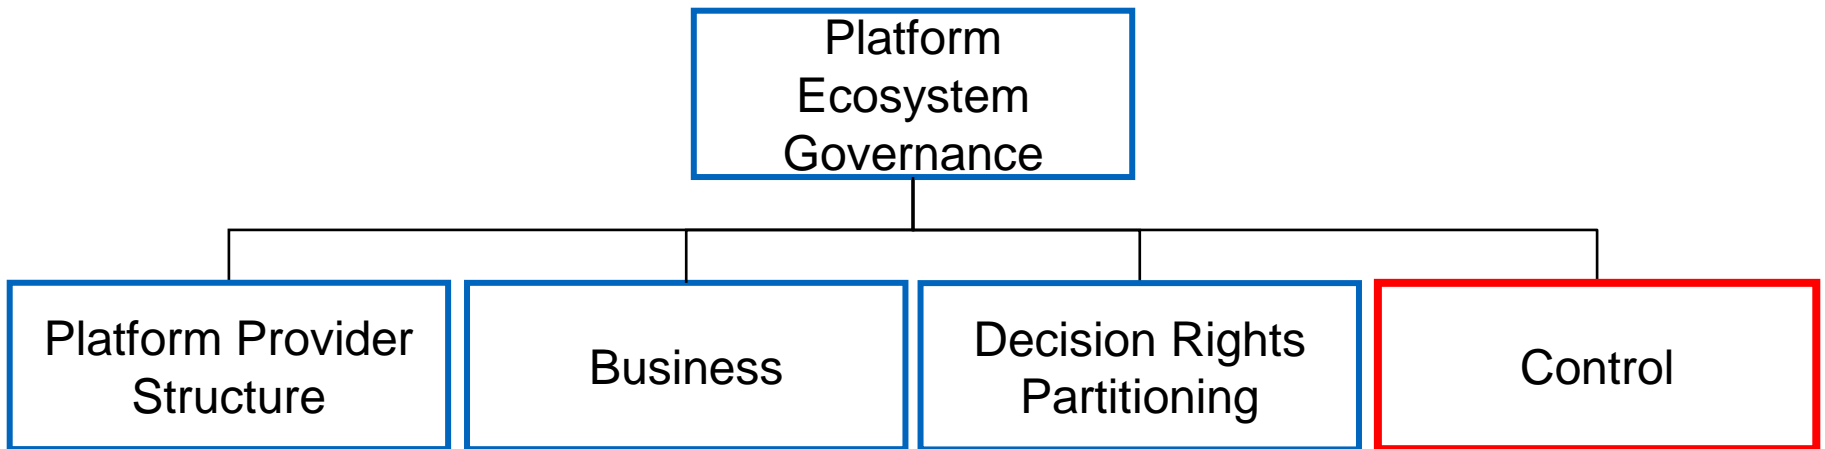 Platform
Ecosystem
Governance
Platform Provider
Structure
Business
Decision Rights
Partitioning
Control